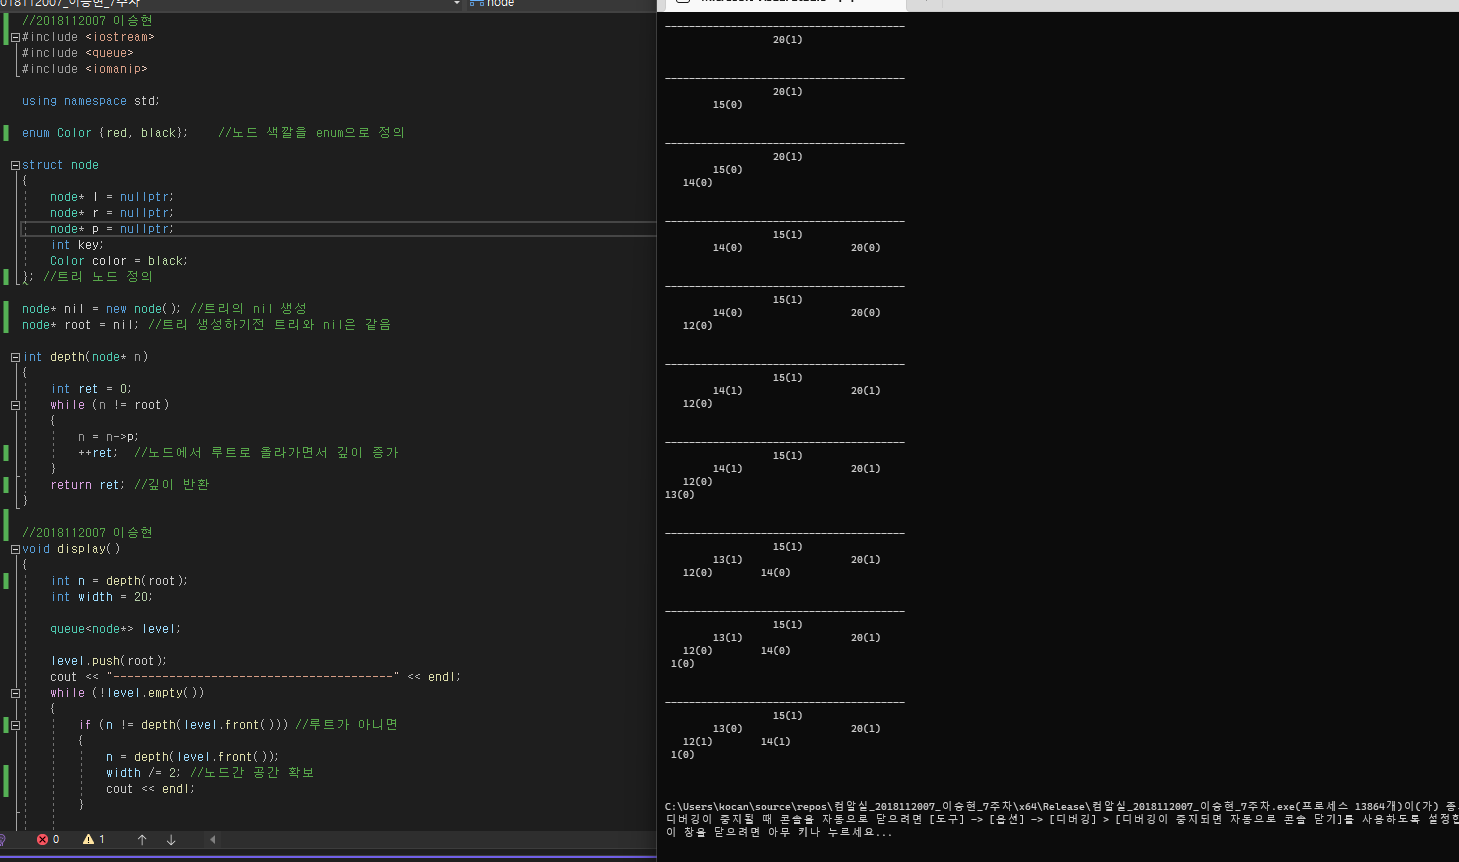 018112007_이승현_7주차
node
//2018112007 이승현
#include <iostream>
#include <queue>
#include <iomanip>
using namespace std;
enum Color {red, black};    //노드 색깔을 enum으로 정의
struct node
{
node* l = nullptr;
node* r = nullptr;
node* p = nullptr;
int key;
Color color = black;
}; //트리 노드 정의
node* nil = new node(); //트리의 nil 생성
node* root = nil; //트리 생성하기전 트리와 nil은 같음
int depth(node* n)
{
int ret = 0;
while (n != root)
{
n = n->p;
++ret;  //노드에서 루트로 올라가면서 깊이 증가
}
return ret; //깊이 반환
}
//2018112007 이승현
void display()
{
int n = depth(root);
int width = 20;
queue<node*> level;
level.push(root);
cout << "----------------------------------------" << endl;
while (!level.empty())
{
if (n != depth(level.front())) //루트가 아니면
{
n = depth(level.front());
width /= 2; //노드간 공간 확보
cout << endl;
}
0
1
----------------------------------------
20(1)
----------------------------------------
20(1)
15(0)
----------------------------------------
20(1)
15(0)
14(0)
----------------------------------------
15(1)
14(0) 20(0)
----------------------------------------
15(1)
14(0) 20(0)
12(0)
----------------------------------------
15(1)
14(1) 20(1)
12(0)
----------------------------------------
15(1)
14(1) 20(1)
12(0)
13(0)
----------------------------------------
15(1)
13(1) 20(1)
12(0) 14(0)
----------------------------------------
15(1)
13(1) 20(1)
12(0) 14(0)
1(0)
----------------------------------------
15(1)
13(0) 20(1)
12(1) 14(1)
1(0)
C:\Users\kocan\source\repos\컴알실_2018112007_이승현_7주차\x64\Release\컴알실_2018112007_이승현_7주차.exe(프로세스 13864개)이(가) 종
디버깅이 중지될 때 콘솔을 자동으로 닫으려면 [도구] -> [옵션] -> [디버깅] > [디버깅이 중지되면 자동으로 콘솔 닫기]를 사용하도록 설정한
이 창을 닫으려면 아무 키나 누르세요...